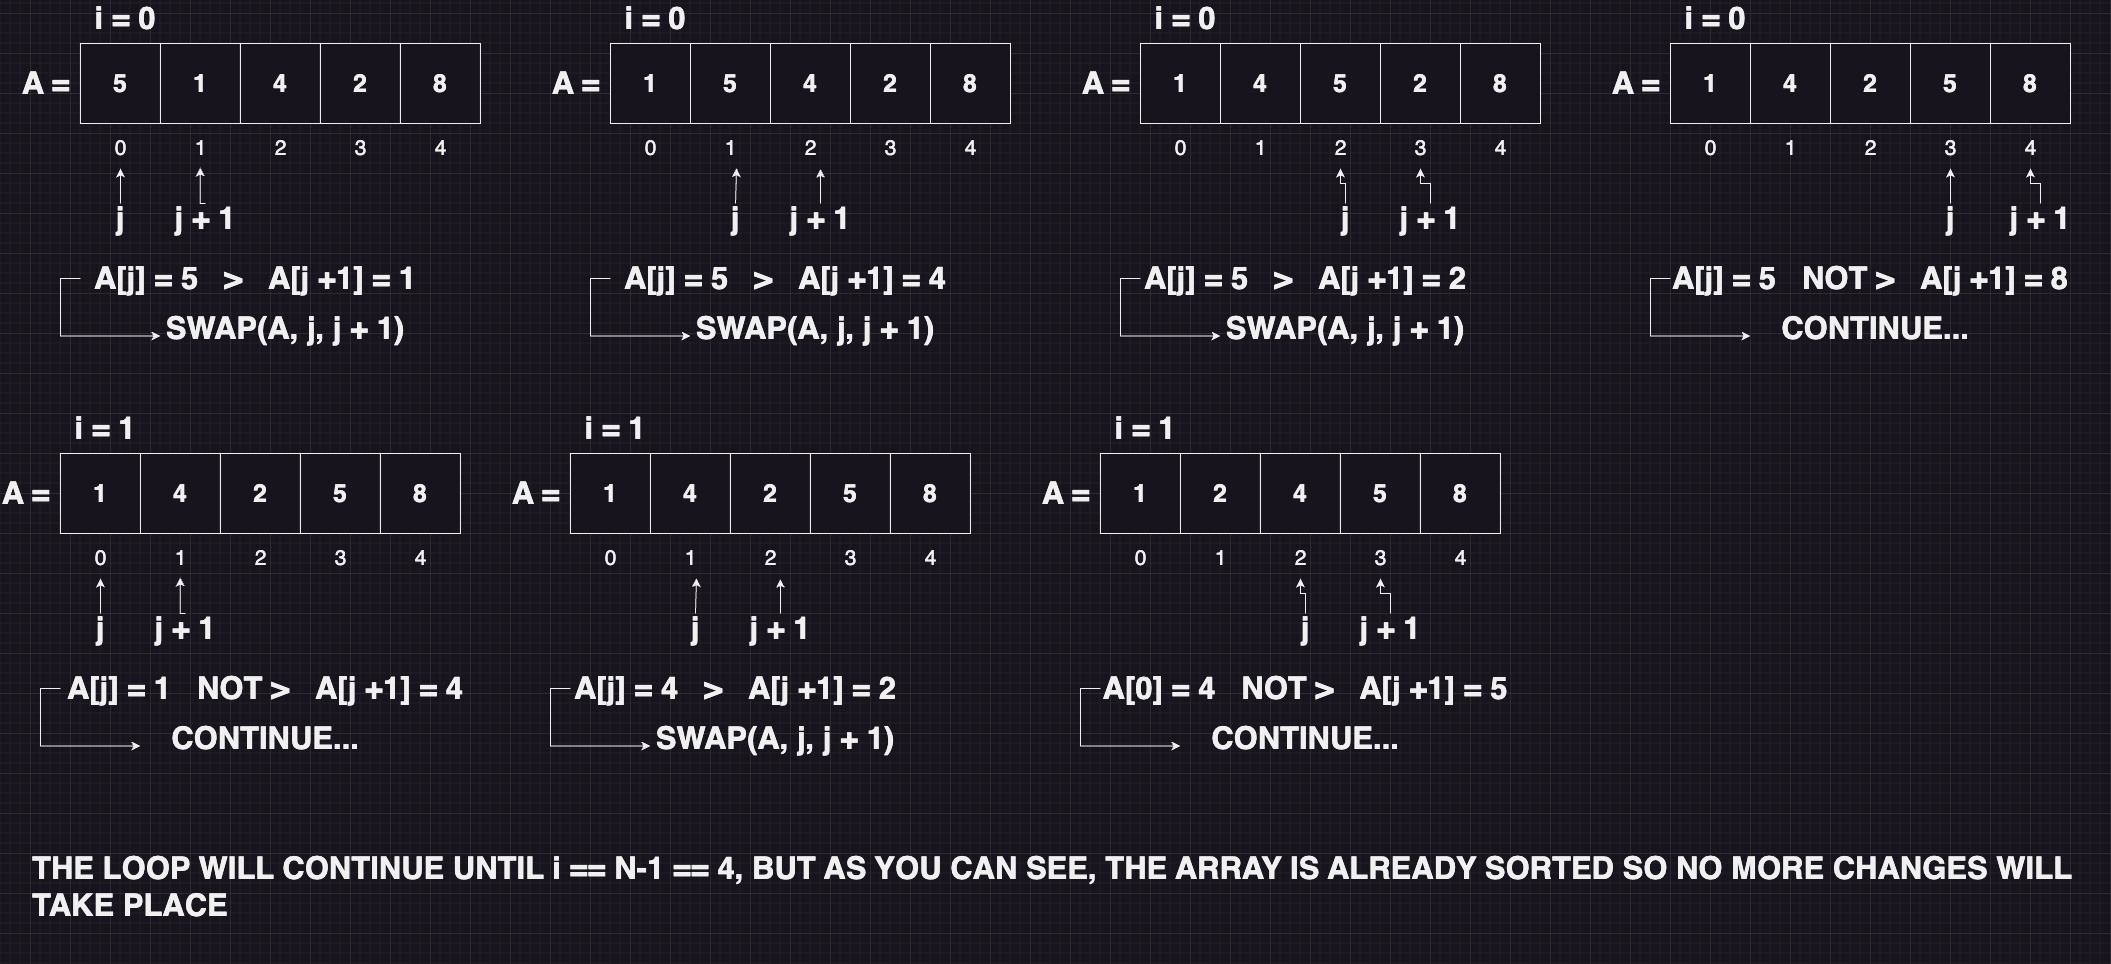 i = 0
A = 5 1 4 2 8
0 1 2 3 4
j j + 1
A[j] = 5 > A[j +1] = 1
SWAP(A, j, j + 1)
i = 0
A = 1 5 4 2 8
0 1 2 3 4
j j + 1
A[j] = 5 > A[j +1] = 4
SWAP(A, j, j + 1)
i = 0
A = 1 4 5 2 8
0 1 2 3 4
j j + 1
A[j] = 5 > A[j +1] = 2
SWAP(A, j, j + 1)
i = 0
A = 1 4 2 5 8
0 1 2 3 4
j j + 1
A[j] = 5 NOT > A[j +1] = 8
CONTINUE...
i = 1
A = 1 4 2 5 8
0 1 2 3 4
j j + 1
A[j] = 1 NOT > A[j +1] = 4
CONTINUE...
i = 1
A = 1 4 2 5 8
0 1 2 3 4
j j + 1
A[j] = 4 > A[j +1] = 2
SWAP(A, j, j + 1)
i = 1
A = 1 2 4 5 8
0 1 2 3 4
j j + 1
A[0] = 4 NOT > A[j +1] = 5
CONTINUE...
THE LOOP WILL CONTINUE UNTIL i == N-1 == 4, BUT AS YOU CAN SEE, THE ARRAY IS ALREADY SORTED SO NO MORE CHANGES WILL
TAKE PLACE